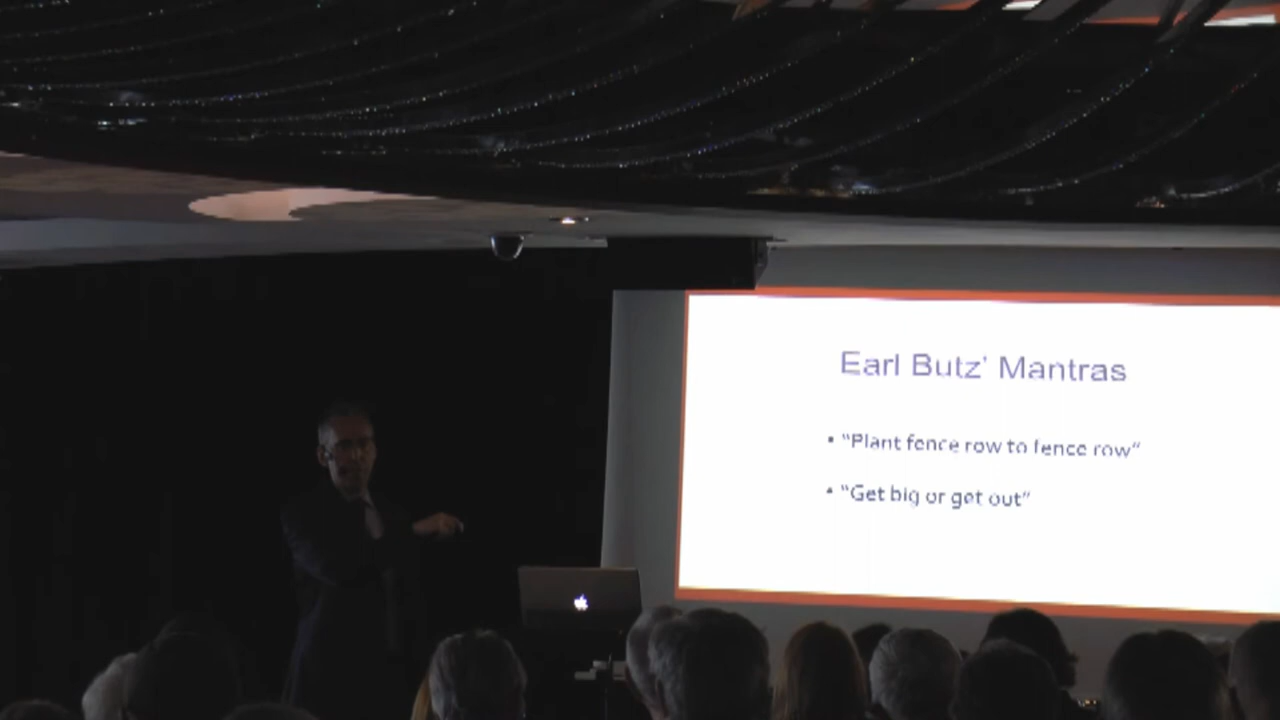 Earl Butz' Mantras
• "Plant fence row to fence row"
• "Get big or get out"